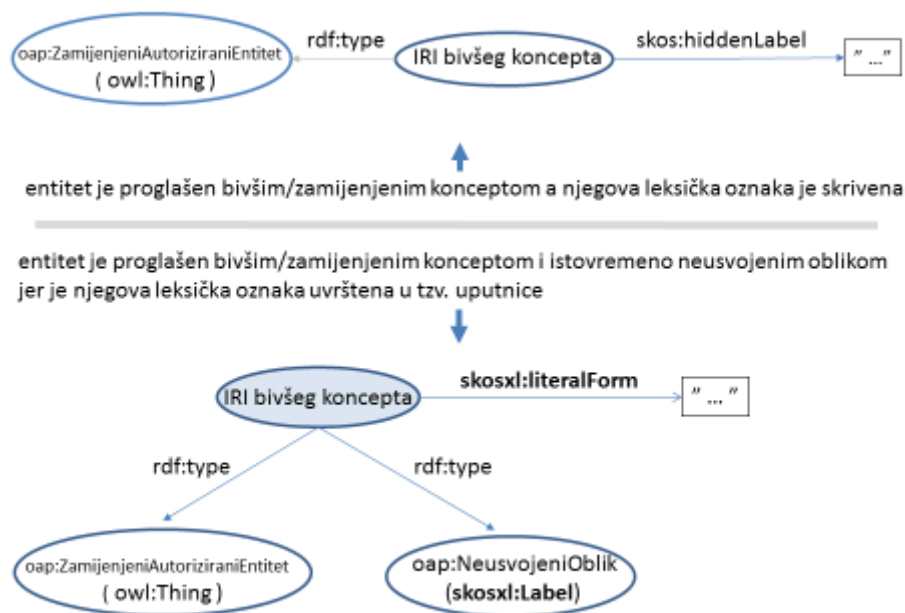 oap:ZamijenjeniAutoriziraniEntitet
( owl:Thing )
rdf:type
IRI bivšeg koncepta
skos:hiddenLabel
" ..."
entitet je proglašen bivšim/zamijenjenim konceptom a njegova leksička oznaka je skrivena
entitet je proglašen bivšim/zamijenjenim konceptom i istovremeno neusvojenim oblikom
jer je njegova leksička oznaka uvrštena u tzv. uputnice
IRI bivšeg koncepta
skosxl:literalForm
" ... "
rdf:type
rdf:type
oap:ZamijenjeniAutoriziraniEntitet
( owl:Thing )
oap:NeusvojeniOblik
(skosxl:Label)